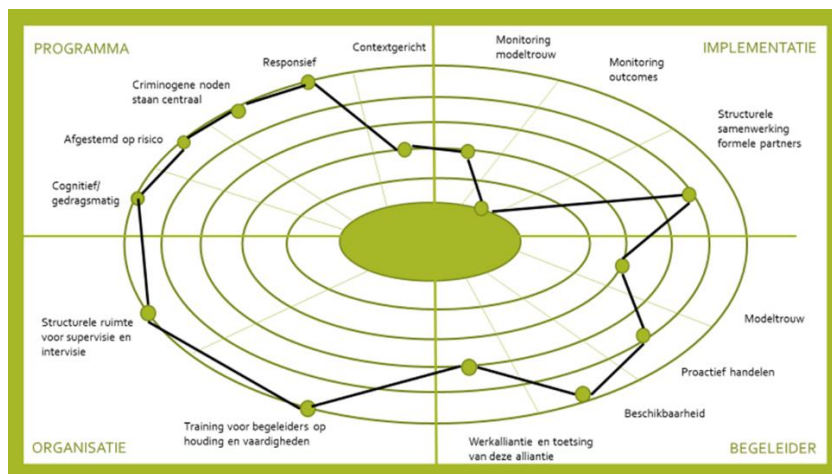 PROGRAMMA
Contextgericht
Responsief
Criminogene noden
staan centraal
Afgestemd op risico
Cognitief/
gedragsmatig
Monitoring
modeltrouw
IMPLEMENTATIE
Monitoring
outcomes
Structurele
samenwerking
formele partners
Structurele ruimte
voor supervisie en
intervisie
Training voor begeleiders op
houding en vaardigheden
ORGANISATIE
Modeltrouw
Proactief handelen
Beschikbaarheid
Werkalliantie en toetsing
van deze alliantie
BEGELEIDER